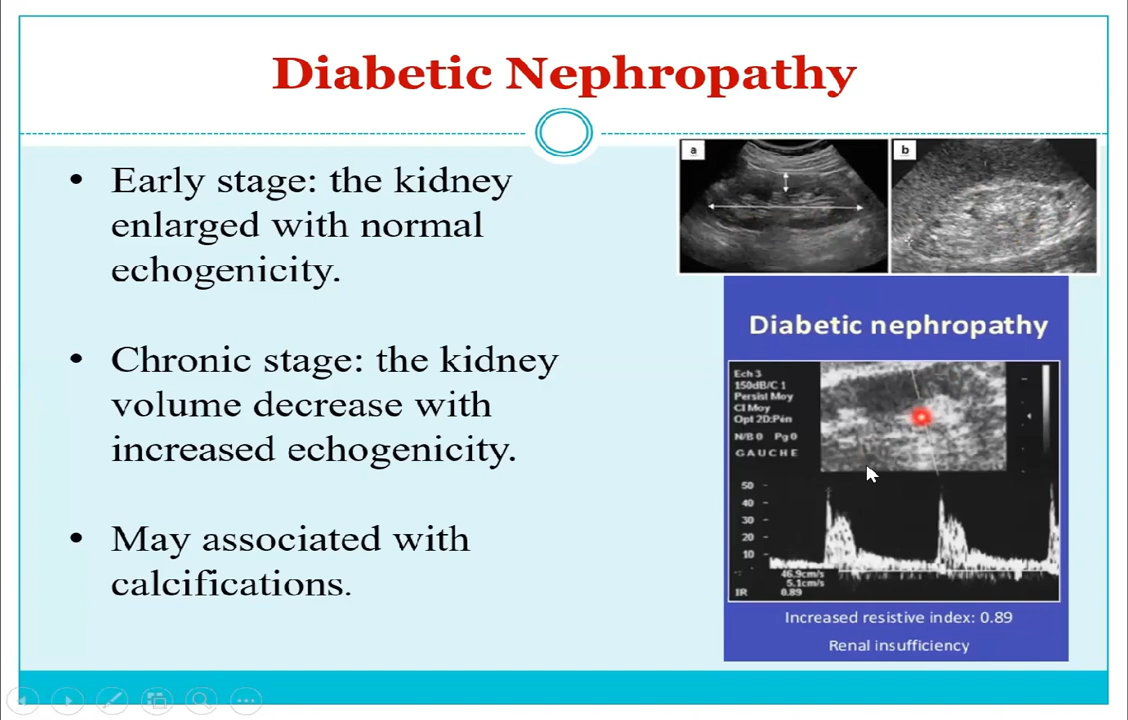 Diabetic Nephropathy
• Early stage: the kidney
enlarged with normal
echogenicity.
• Chronic stage: the kidney
volume decrease with
increased echogenicity.
• May associated with
calcifications.
a
b
Diabetic nephropathy
Ech 3
150dB/C 1
Persist Moy
CI Moy
Opt 2D:Pén
N/B 0 Pg 0
GAUCHE
50
40
30
20
10
46.9cm/s
5.1cm/s
IR 0.89
Increased resistive index: 0.89
Renal insufficiency